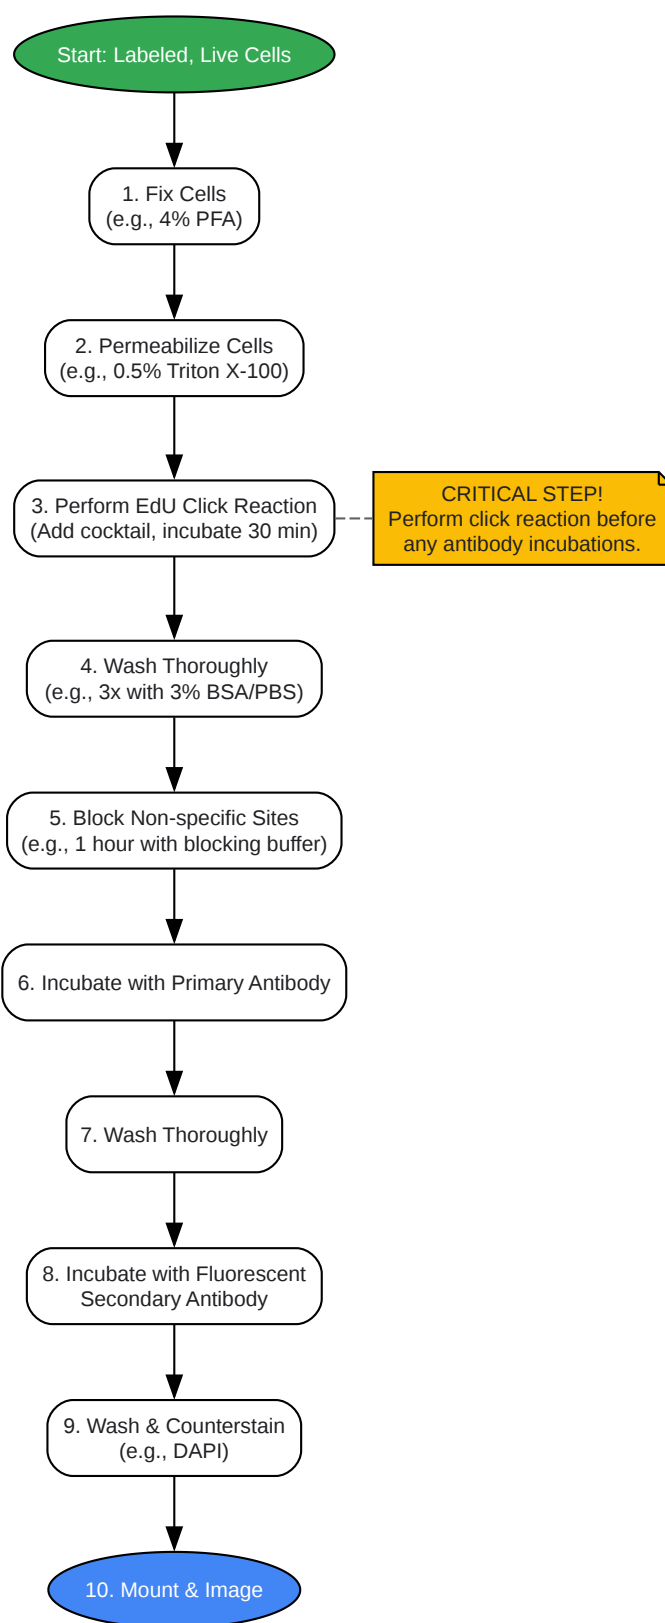 Start: Labeled, Live Cells
1. Fix Cells
(e.g., 4% PFA)
2. Permeabilize Cells
(e.g., 0.5% Triton X-100)
3. Perform EdU Click Reaction
(Add cocktail, incubate 30 min)
CRITICAL STEP!
Perform click reaction before
any antibody incubations.
4. Wash Thoroughly
(e.g., 3x with 3% BSA/PBS)
5. Block Non-specific Sites
(e.g., 1 hour with blocking buffer)
6. Incubate with Primary Antibody
7. Wash Thoroughly
8. Incubate with Fluorescent
Secondary Antibody
9. Wash & Counterstain
(e.g., DAPI)
10. Mount & Image